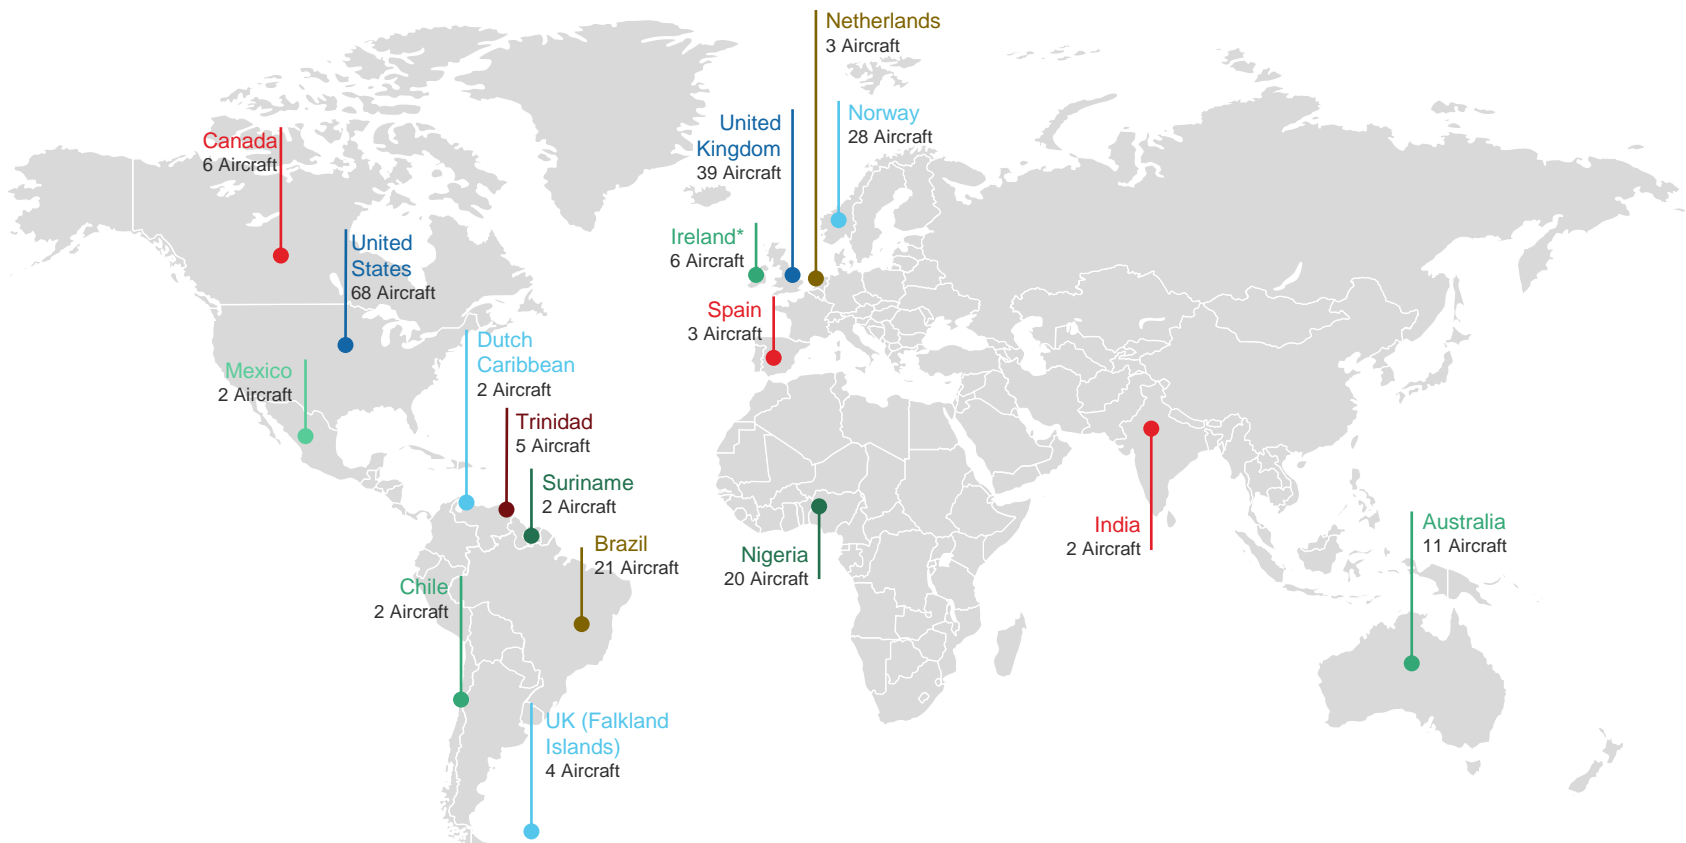 Netherlands
3 Aircraft
Norway
28 Aircraft
United
Kingdom
39 Aircraft
Canada
6 Aircraft
United
States
68 Aircraft
Ireland*
6 Aircraft
Spain
3 Aircraft
Dutch
Caribbean
2 Aircraft
Mexico
2 Aircraft
Trinidad
5 Aircraft
Suriname
2 Aircraft
Brazil
21 Aircraft
Nigeria
20 Aircraft
India
2 Aircraft
Australia
11 Aircraft
Chile
2 Aircraft
UK (Falkland
Islands)
4 Aircraft